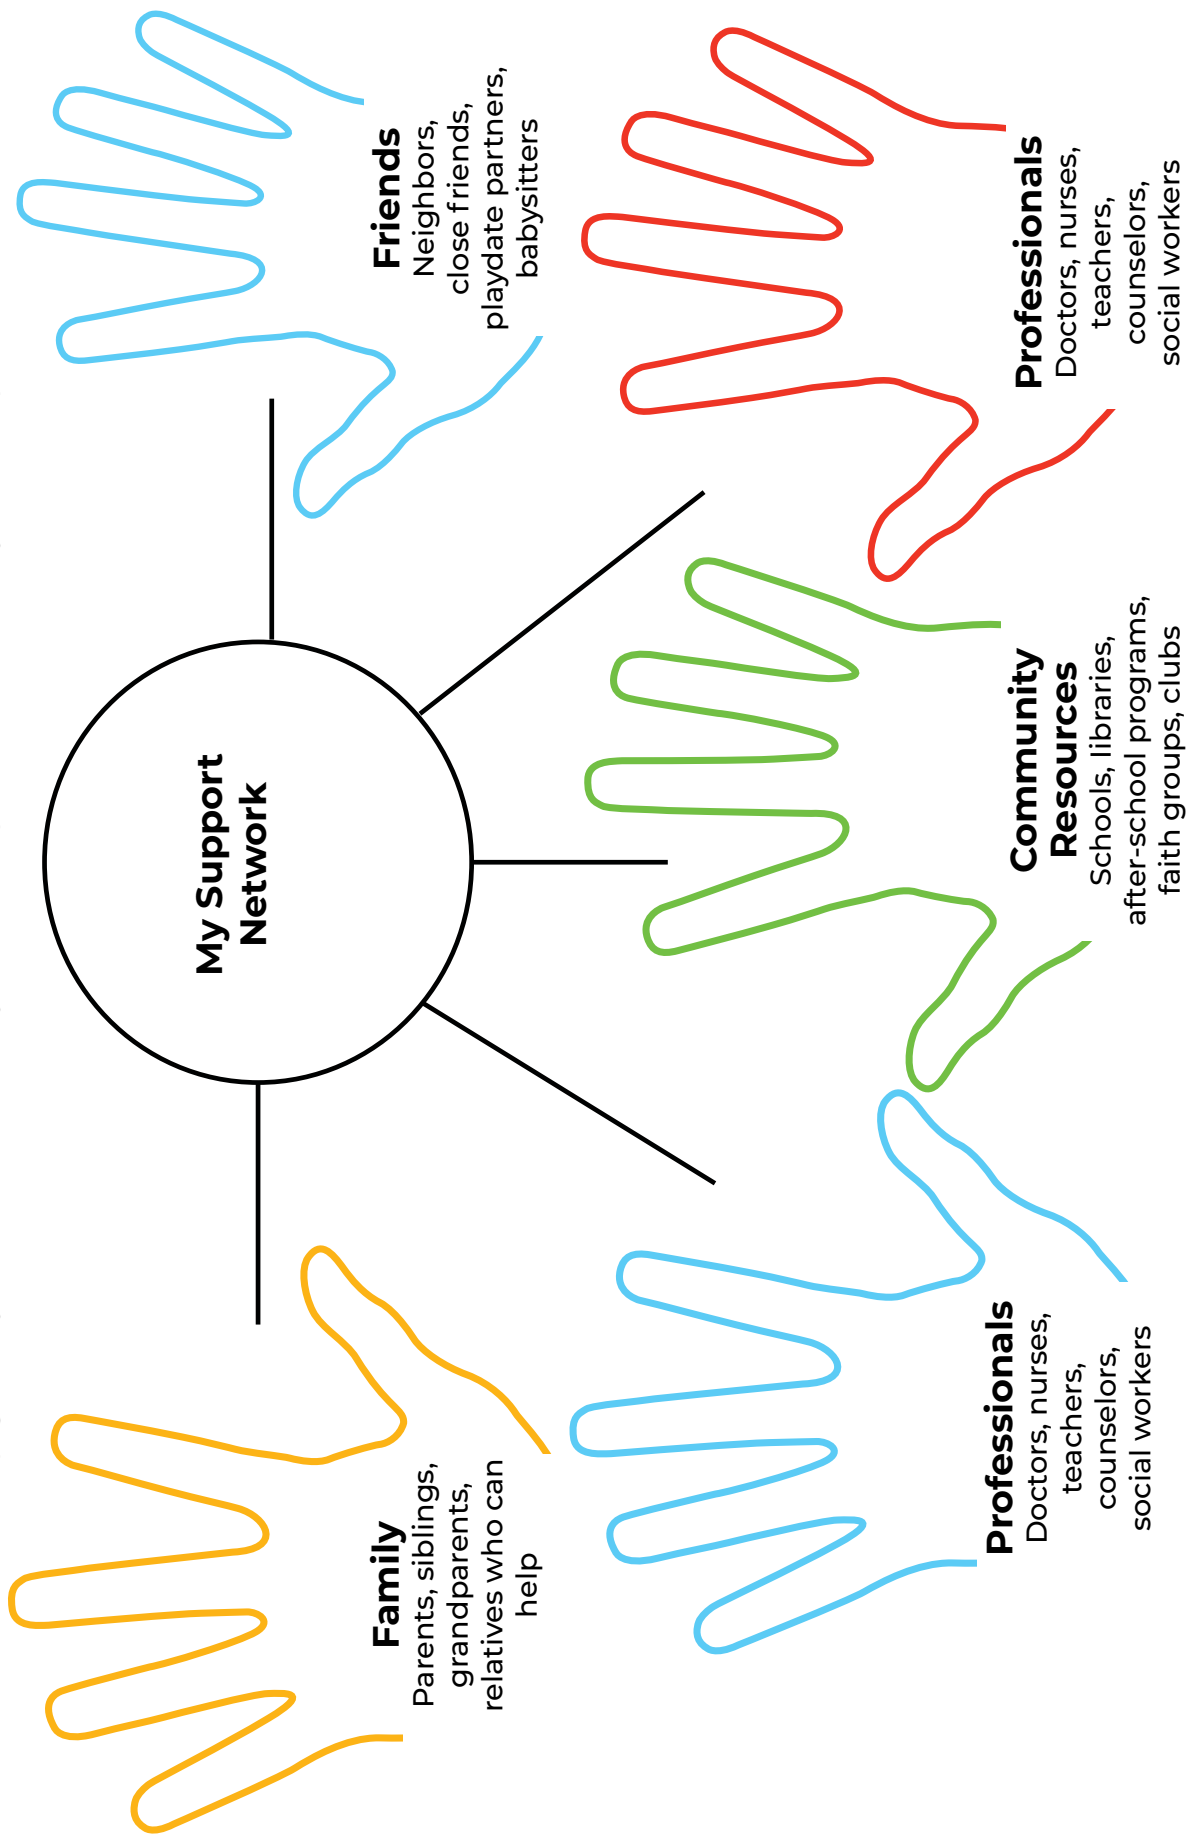 My Support
Network
Family
Parents, siblings,
grandparents,
relatives who can
help
Friends
Neighbors,
close friends,
playdate partners,
babysitters
Professionals
Doctors, nurses,
teachers,
counselors,
social workers
Community
Resources
Schools, libraries,
after-school programs,
faith groups, clubs
Professionals
Doctors, nurses,
teachers,
counselors,
social workers